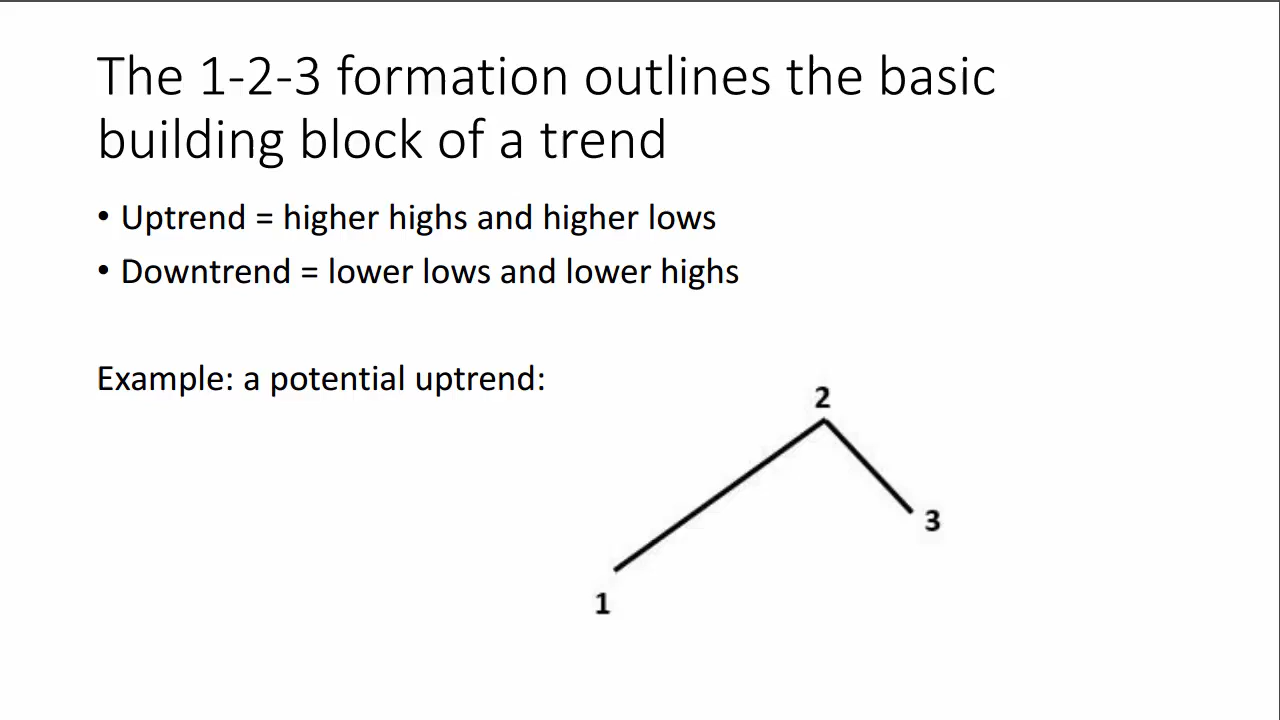 The 1-2-3 formation outlines the basic
building block of a trend
• Uptrend = higher highs and higher lows
• Downtrend = lower lows and lower highs
Example: a potential uptrend:
2
3
1